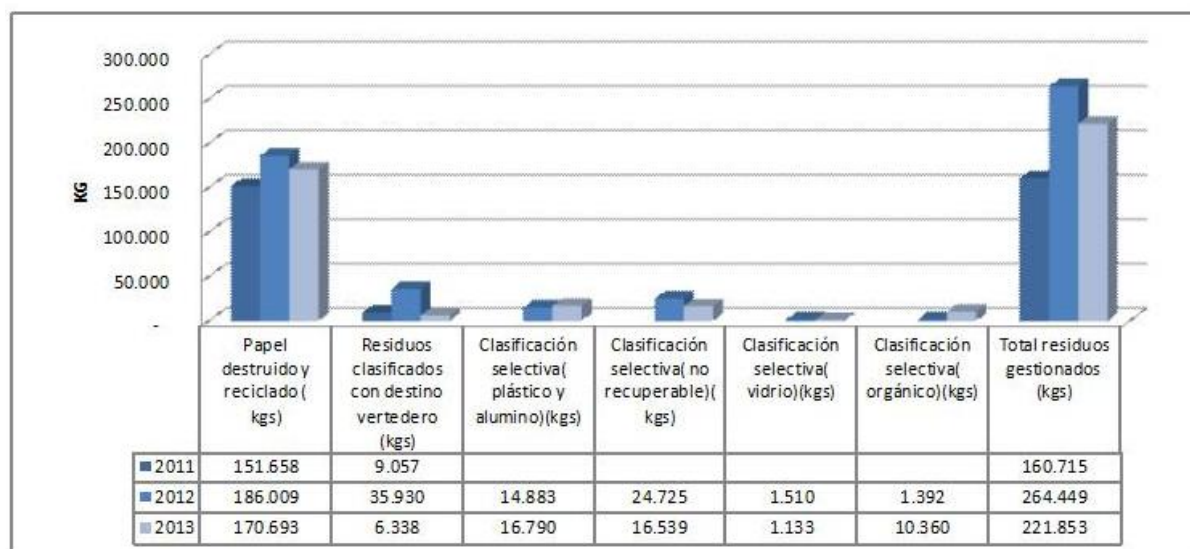 300.000
250.000
200.000
150.000
100.000
50.000
-
KG
Papel
destruido y
reciclado (
kgs)
Residuos
clasificados
con destino
vertedero
(kgs)
Clasificación
selectiva(
plástico y
alumino)(kgs)
Clasificación
selectiva( no
recuperable)(
kgs)
Clasificación
selectiva(
vidrio)(kgs)
Clasificación
selectiva(
orgánico)(kgs)
Total residuos
gestionados
(kgs)
2011 151.658 9.057 160.715
2012 186.009 35.930 14.883 24.725 1.510 1.392 264.449
2013 170.693 6.338 16.790 16.539 1.133 10.360 221.853